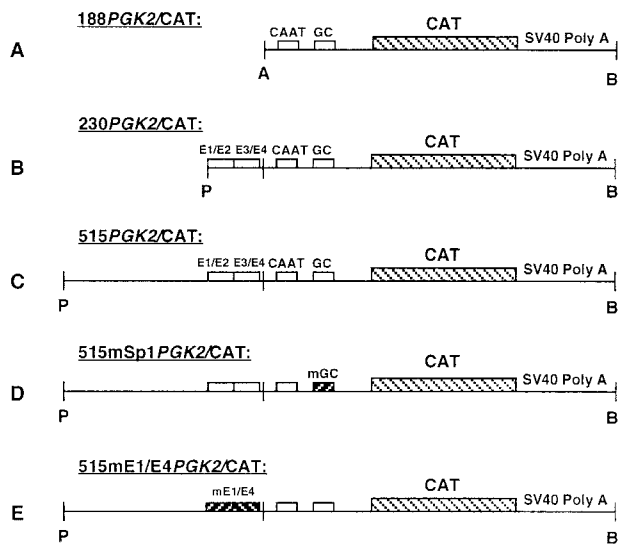 188PGK2/CAT:
A
CAAT GC
CAT
SV40 Poly A
A
B
230PGK2/CAT:
B
E1/E2 E3/E4 CAAT GC
CAT
SV40 Poly A
P
B
515PGK2/CAT:
C
E1/E2 E3/E4 CAAT GC
CAT
SV40 Poly A
P
B
515mSp1PGK2/CAT:
D
mGC
CAT
SV40 Poly A
P
B
515mE1/E4PGK2/CAT:
E
mE1/E4
CAT
SV40 Poly A
P
B